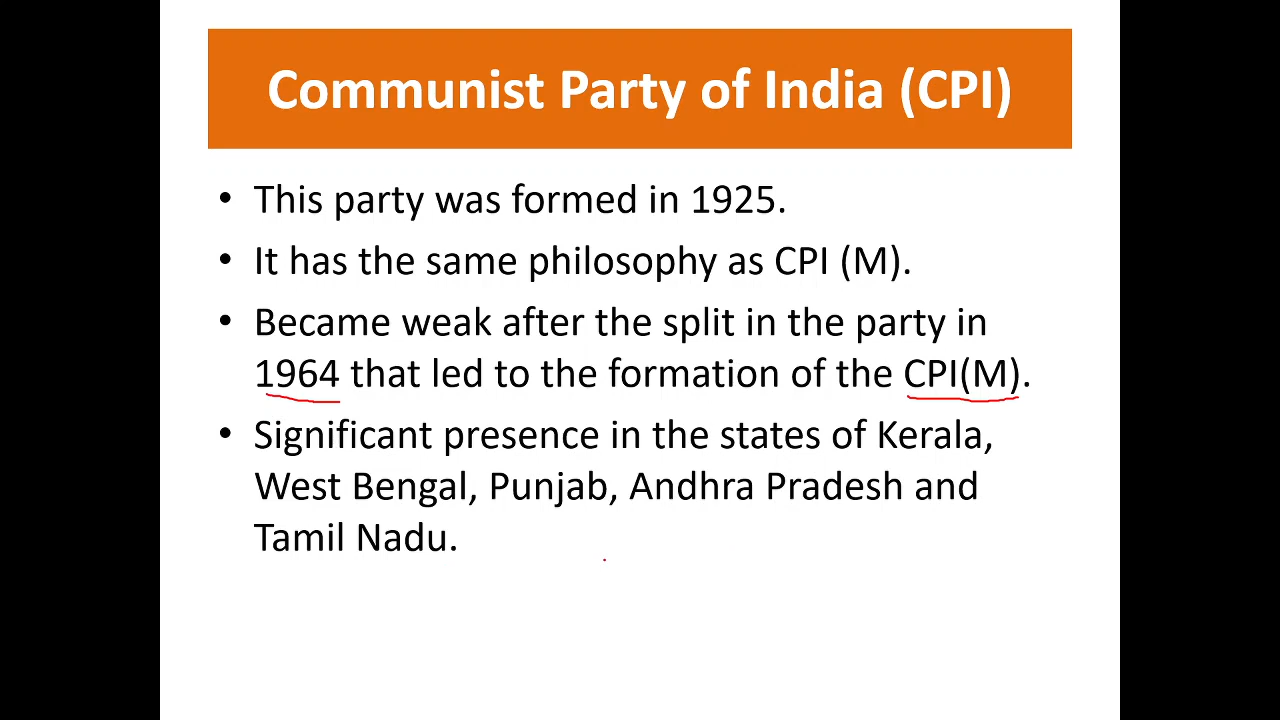 Communist Party of India (CPI)
• This party was formed in 1925.
• It has the same philosophy as CPI (M).
• Became weak after the split in the party in
1964 that led to the formation of the CPI(M).
• Significant presence in the states of Kerala,
West Bengal, Punjab, Andhra Pradesh and
Tamil Nadu.